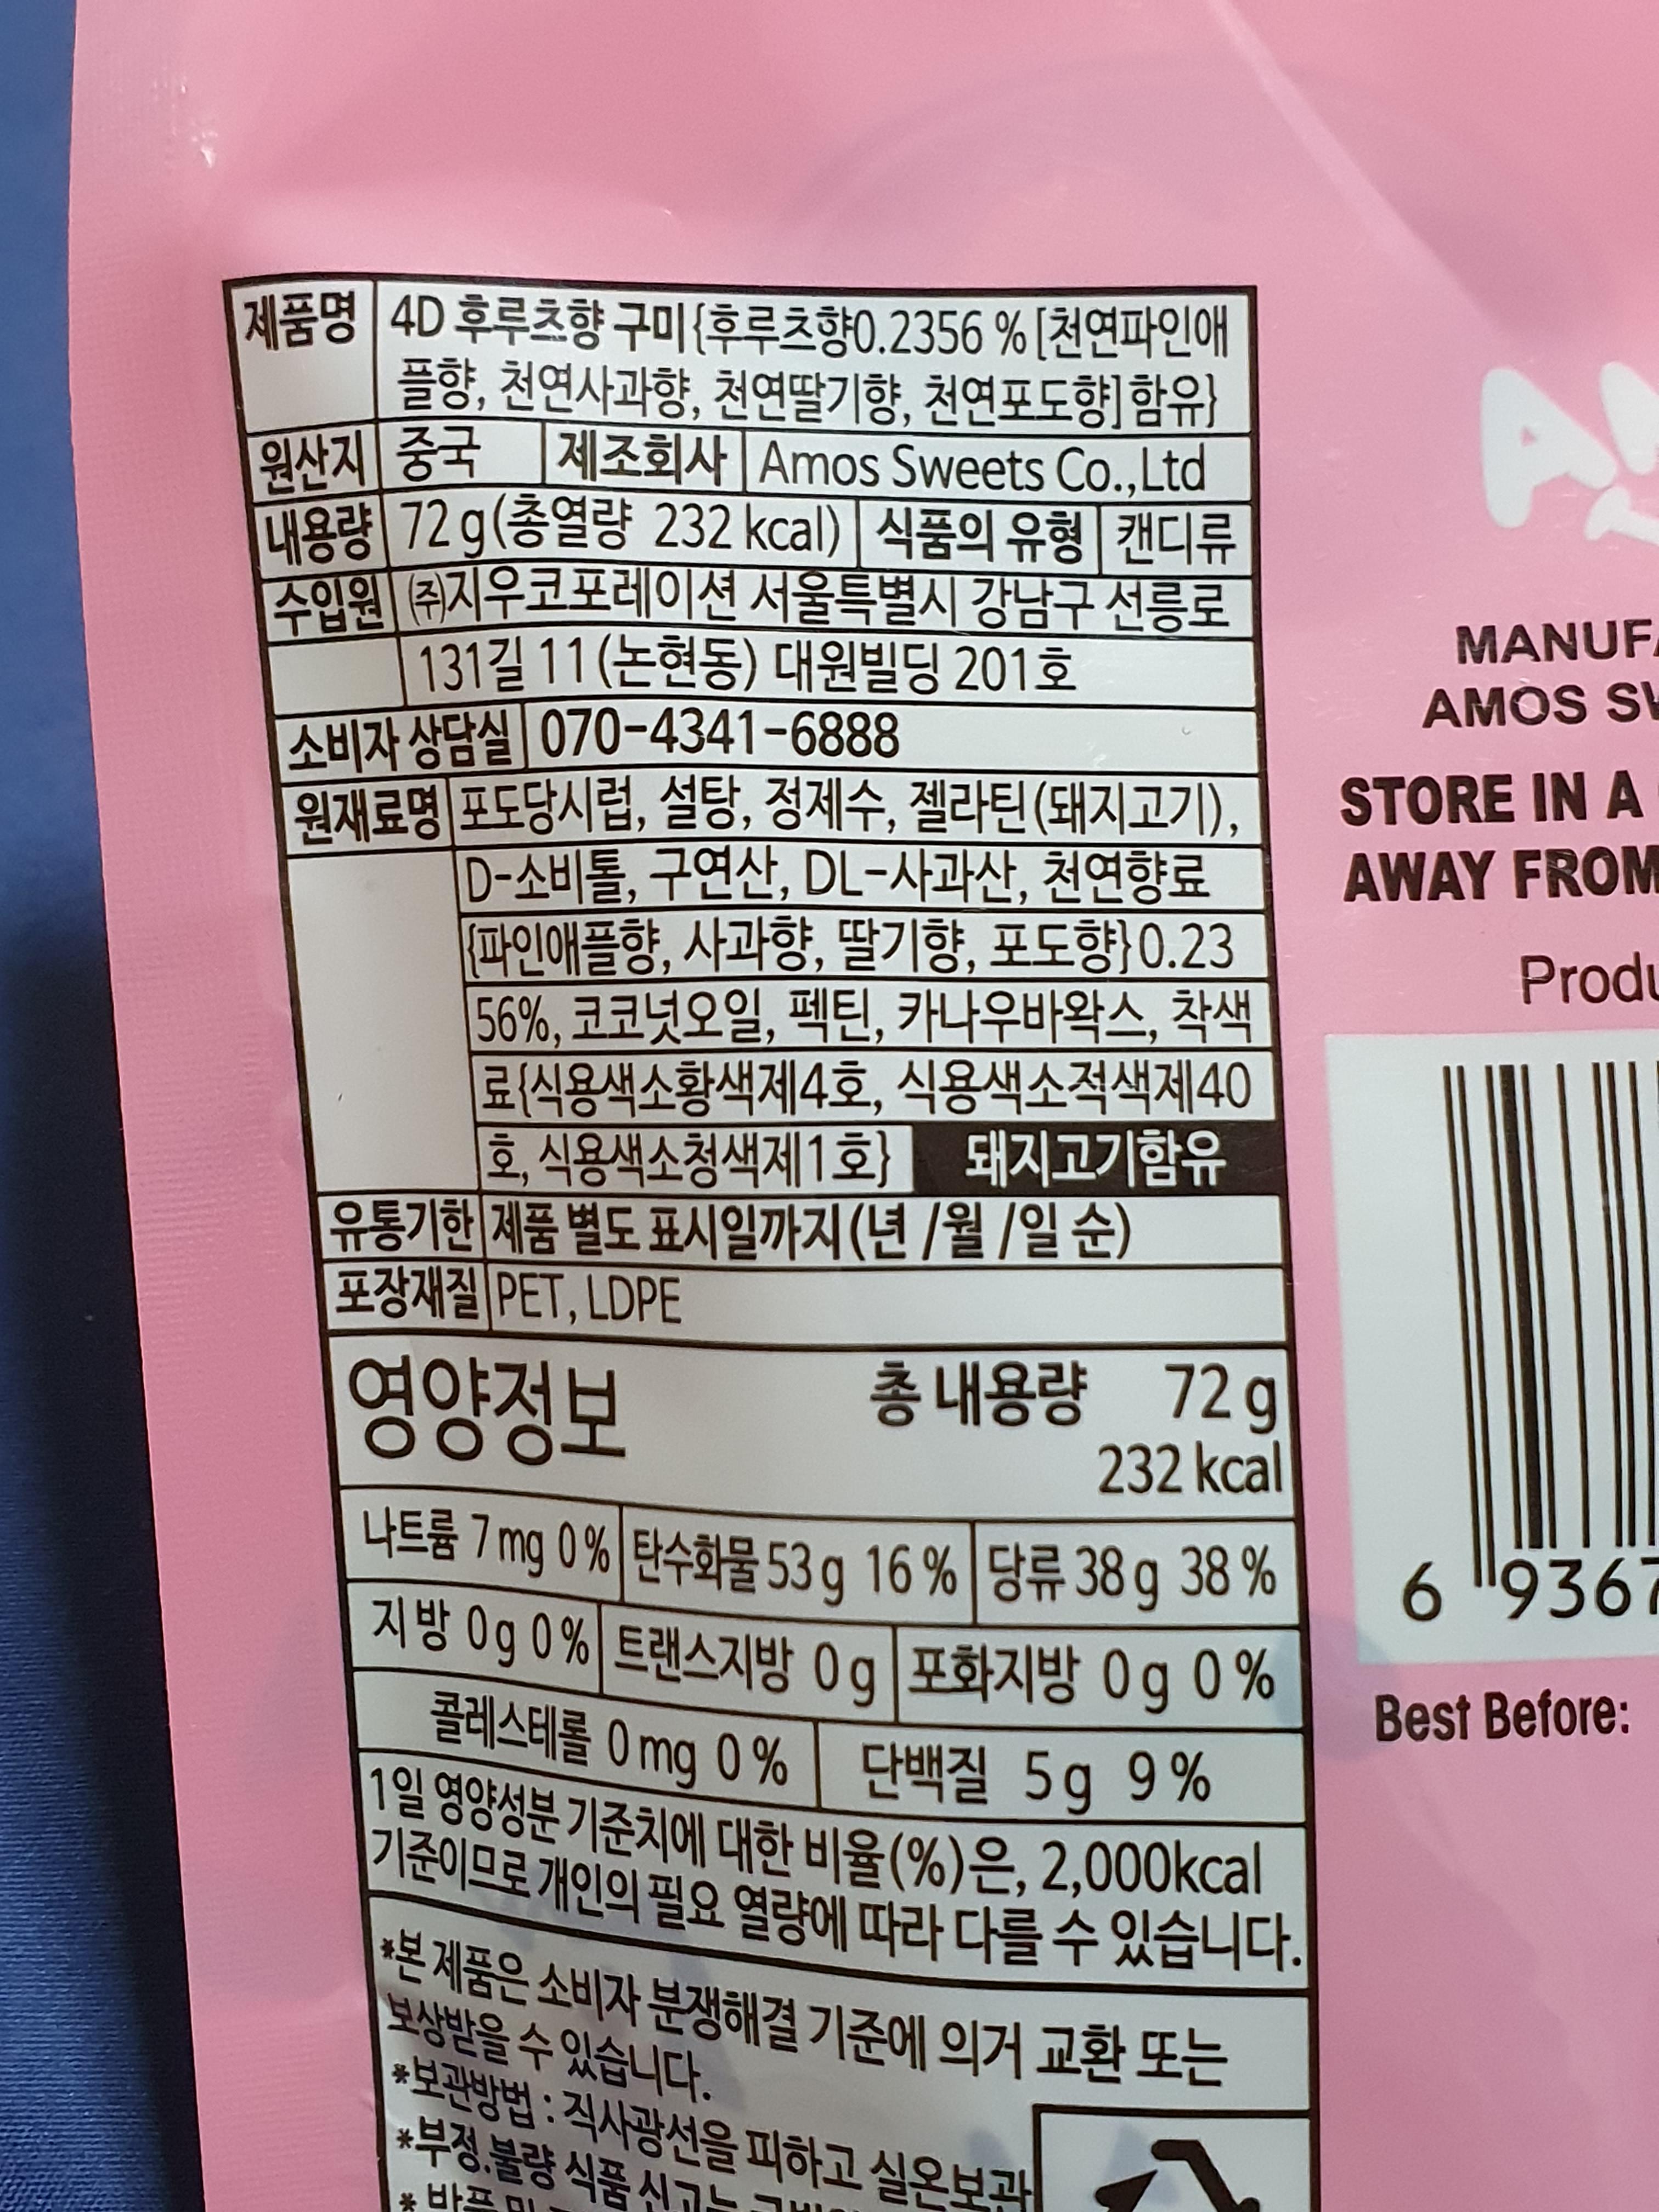 제품명 4D 후루츠향 구미{후루츠향0.2356 % [천연파인애
플향, 천연사과향, 천연딸기향, 천연포도향] 함유}
원산지 중국 제조회사 Amos Sweets Co.,Ltd
내용량 72 g(총열량 232 kcal) 식품의 유형 캔디류
수입원 ㈜지우코포레이션 서울특별시 강남구 선릉로
131길 11 (논현동) 대원빌딩 201호
소비자 상담실 070-4341-6888
원재료명 포도당시럽, 설탕, 정제수, 젤라틴(돼지고기),
D-소비톨, 구연산, DL-사과산, 천연향료
{파인애플향, 사과향, 딸기향, 포도향}0.23
56%, 코코넛오일, 펙틴, 카나우바왁스, 착색
료{식용색소황색제4호, 식용색소적색제40
호, 식용색소청색제1호} 돼지고기함유
유통기한 제품 별도 표시일까지 (년 /월 /일 순)
포장재질 PET, LDPE
영양정보 총 내용량 72 g
232 kcal
나트륨 7 mg 0 % 탄수화물 53 g 16 % 당류 38 g 38 %
지방 0 g 0 % 트랜스지방 0 g 포화지방 0 g 0 %
콜레스테롤 0 mg 0 % 단백질 5 g 9 %
1일 영양성분 기준치에 대한 비율(%)은, 2,000kcal
기준이므로 개인의 필요 열량에 따라 다를 수 있습니다.
*본 제품은 소비자 분쟁해결 기준에 의거 교환 또는
보상받을 수 있습니다.
*보관방법 : 직사광선을 피하고 실온보관
*부정.불량 식품 신고는
MANUFA
AMOS SW
STORE IN A
AWAY FROM
Produ
6 9367
Best Before: